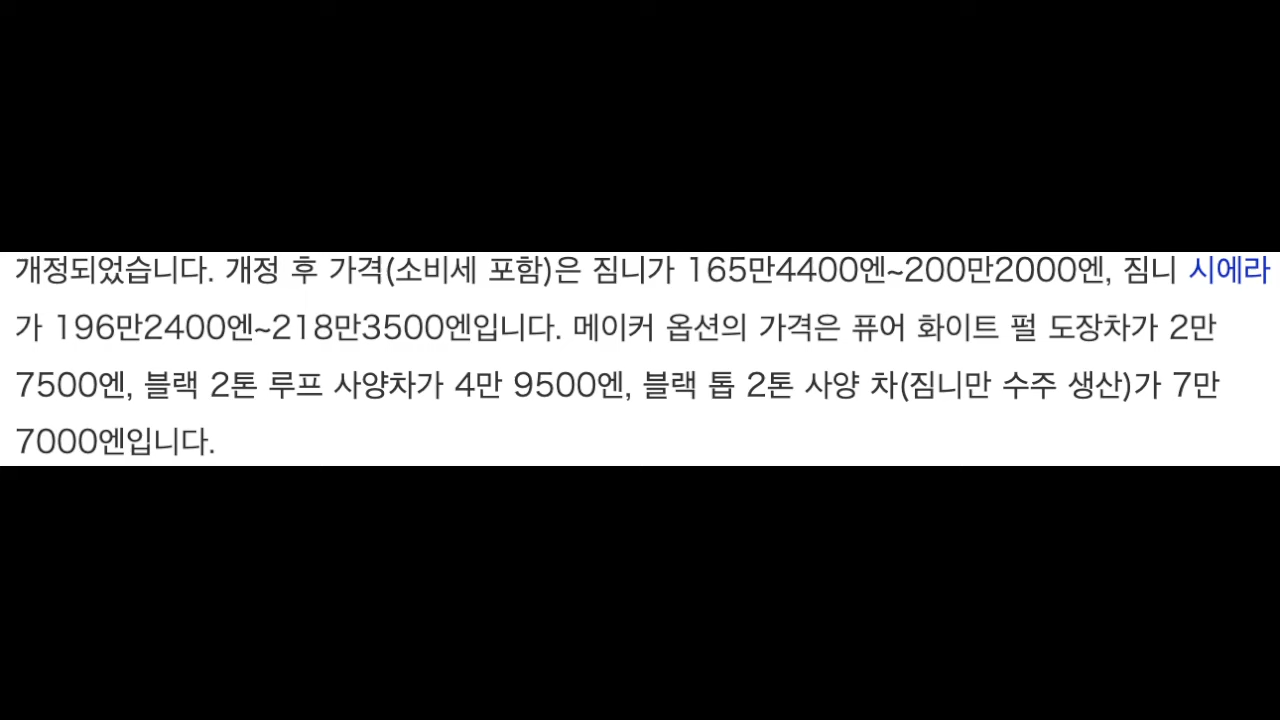 개정되었습니다. 개정 후 가격(소비세 포함)은 짐니가 165만4400엔~200만2000엔, 짐니 시에라
가 196만2400엔~218만3500엔입니다. 메이커 옵션의 가격은 퓨어 화이트 펄 도장차가 2만
7500엔, 블랙 2톤 루프 사양차가 4만 9500엔, 블랙 톱 2톤 사양 차(짐니만 수주 생산)가 7만
7000엔입니다.